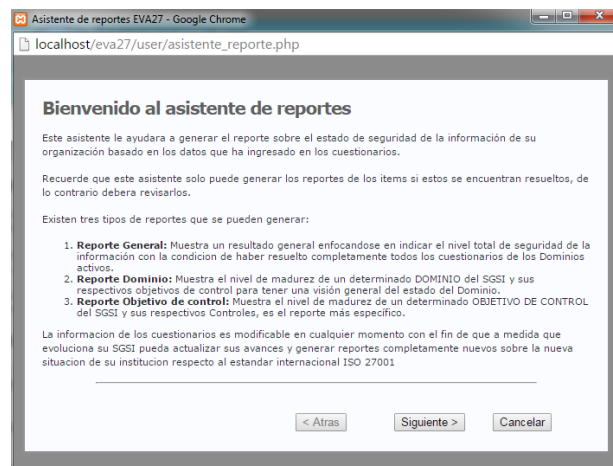 Asistente de reportes EVA27 - Google Chrome
localhost/eva27/user/asistente_reporte.php
Bienvenido al asistente de reportes
Este asistente le ayudara a generar el reporte sobre el estado de seguridad de la información de su
organización basado en los datos que ha ingresado en los cuestionarios.
Recuerde que este asistente solo puede generar los reportes de los items si estos se encuentran resueltos, de
lo contrario debera revisarlos.
Existen tres tipos de reportes que se pueden generar:
1. Reporte General: Muestra un resultado general enfocandose en indicar el nivel total de seguridad de la
información con la condicion de haber resuelto completamente todos los cuestionarios de los Dominios
activos.
2. Reporte Dominio: Muestra el nivel de madurez de un determinado DOMINIO del SGSI y sus
respectivos objetivos de control para tener una visión general del estado del Dominio.
3. Reporte Objetivo de control: Muestra el nivel de madurez de un determinado OBJETIVO DE CONTROL
del SGSI y sus respectivos Controles, es el reporte más específico.
La informacion de los cuestionarios es modificable en cualquier momento con el fin de que a medida que
evoluciona su SGSI pueda actualizar sus avances y generar reportes completamente nuevos sobre la nueva
situacion de su institucion respecto al estandar internacional ISO 27001
< Atras
Siguiente >
Cancelar